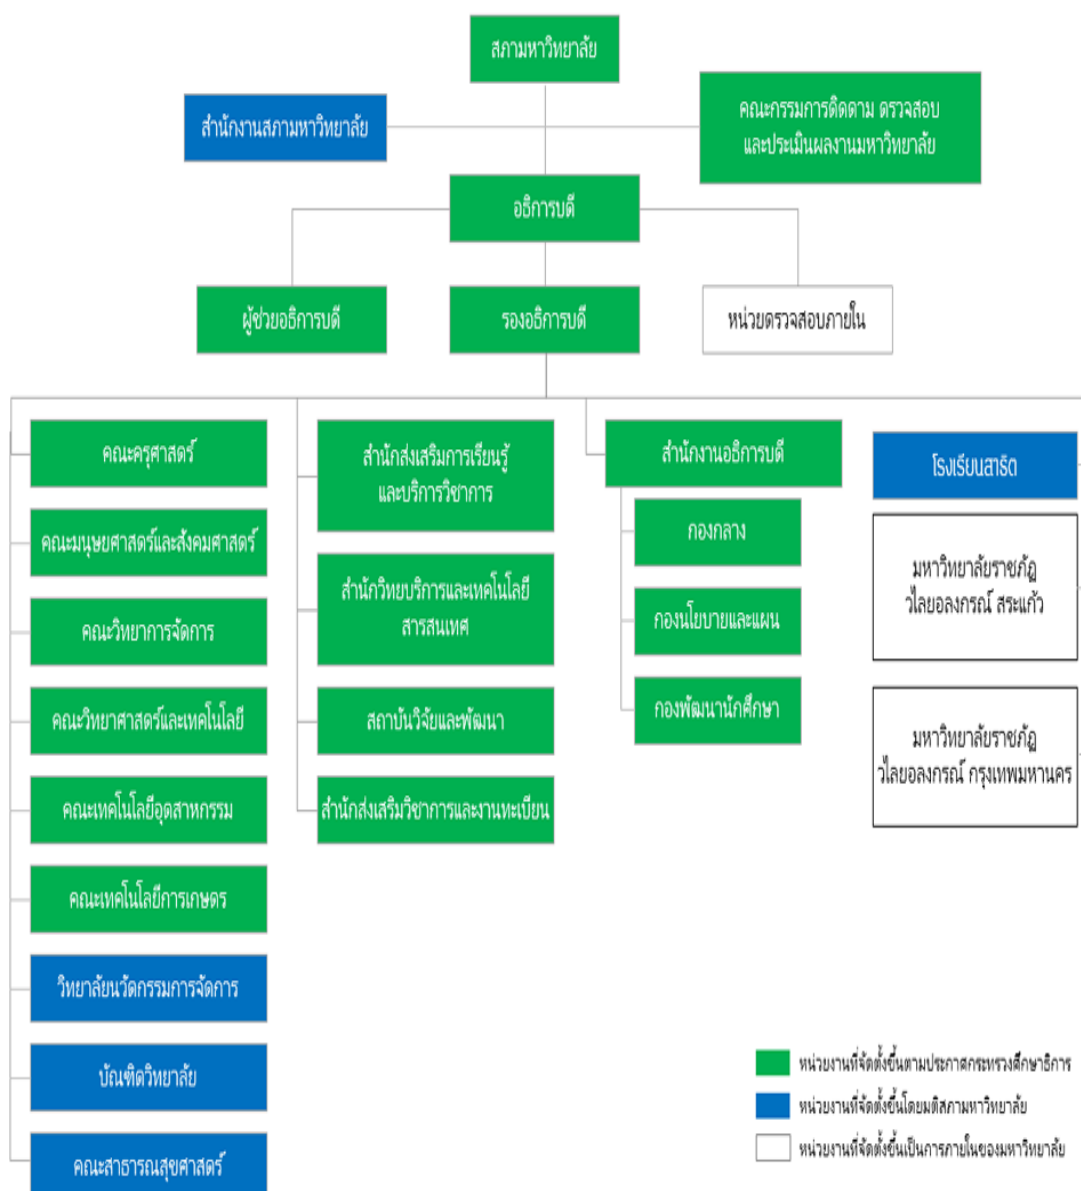 สภามหาวิทยาลัย
สำนักงานสภามหาวิทยาลัย
คณะกรรมการติดตาม ตรวจสอบ
และประเมินผลงานมหาวิทยาลัย
อธิการบดี
ผู้ช่วยอธิการบดี
รองอธิการบดี
หน่วยตรวจสอบภายใน
คณะครุศาสตร์
คณะมนุษยศาสตร์และสังคมศาสตร์
คณะวิทยาการจัดการ
คณะวิทยาศาสตร์และเทคโนโลยี
คณะเทคโนโลยีอุตสาหกรรม
คณะเทคโนโลยีการเกษตร
วิทยาลัยนวัตกรรมการจัดการ
บัณฑิตวิทยาลัย
คณะสาธารณสุขศาสตร์
สำนักส่งเสริมการเรียนรู้
และบริการวิชาการ
สำนักวิทยบริการและเทคโนโลยี
สารสนเทศ
สถาบันวิจัยและพัฒนา
สำนักส่งเสริมวิชาการและงานทะเบียน
สำนักงานอธิการบดี
กองกลาง
กองนโยบายและแผน
กองพัฒนานักศึกษา
โรงเรียนสาธิต
มหาวิทยาลัยราชภัฏ
วไลยอลงกรณ์ สระแก้ว
มหาวิทยาลัยราชภัฏ
วไลยอลงกรณ์ กรุงเทพมหานคร
หน่วยงานที่จัดตั้งขึ้นตามประกาศกระทรวงศึกษาธิการ
หน่วยงานที่จัดตั้งขึ้นโดยมติสภามหาวิทยาลัย
หน่วยงานที่จัดตั้งขึ้นเป็นการภายในของมหาวิทยาลัย